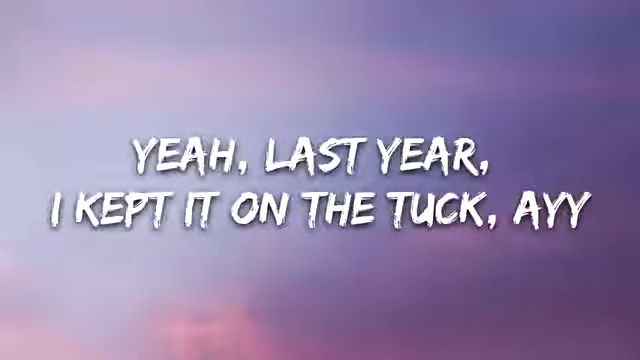 YEAH, LAST YEAR,
I KEPT IT ON THE TUCK, AYY